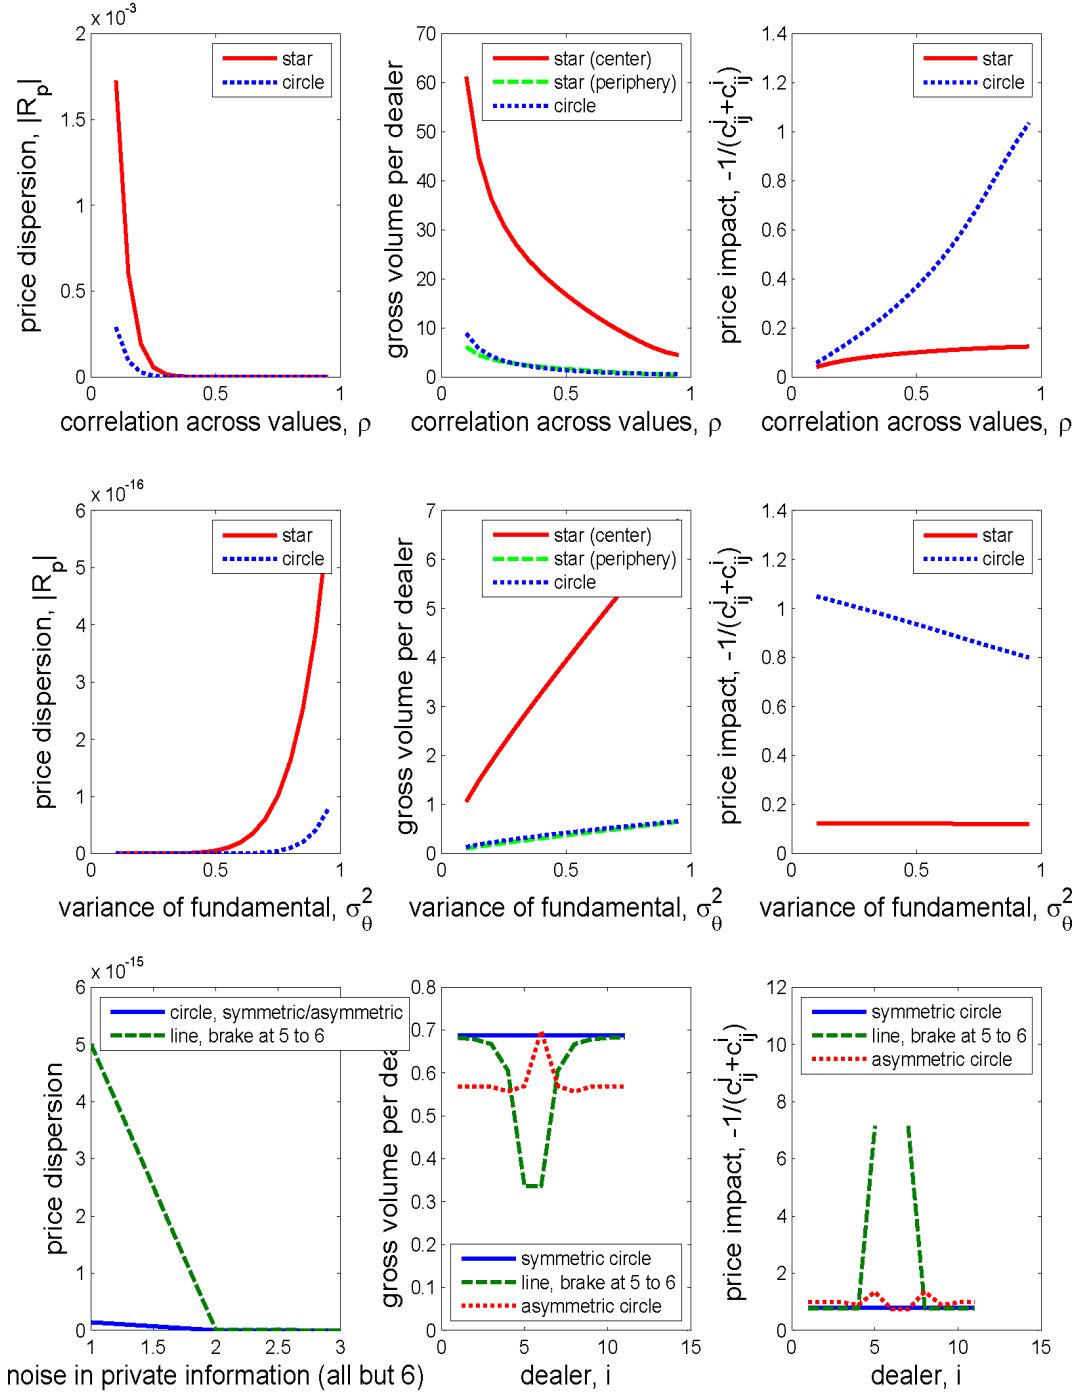 x 10^-3
price dispersion, |R_p|
2
1.5
1
0.5
0
0
0.5
1
star
circle
correlation across values, ρ
gross volume per dealer
70
60
50
40
30
20
10
0
0
0.5
1
star (center)
star (periphery)
circle
correlation across values, ρ
price impact, -1/(c^j_ij+c^i_ij)
1.4
1.2
1
0.8
0.6
0.4
0.2
0
0
0.5
1
star
circle
correlation across values, ρ
x 10^-16
price dispersion, |R_p|
6
5
4
3
2
1
0
0
0.5
1
star
circle
variance of fundamental, σ^2_θ
gross volume per dealer
7
6
5
4
3
2
1
0
0
0.5
1
star (center)
star (periphery)
circle
variance of fundamental, σ^2_θ
price impact, -1/(c^j_ij+c^i_ij)
1.4
1.2
1
0.8
0.6
0.4
0.2
0
0
0.5
1
star
circle
variance of fundamental, σ^2_θ
x 10^-15
price dispersion
6
5
4
3
2
1
0
1
1.5
2
2.5
3
circle, symmetric/asymmetric
line, brake at 5 to 6
noise in private information (all but 6)
gross volume per dea
0.8
0.7
0.6
0.5
0.4
0.3
0.2
0.1
0
0
5
10
15
symmetric circle
line, brake at 5 to 6
asymmetric circle
dealer, i
price impact, -1/(c^j_ij+c^i_ij)
12
10
8
6
4
2
0
0
5
10
15
symmetric circle
line, brake at 5 to 6
asymmetric circle
dealer, i